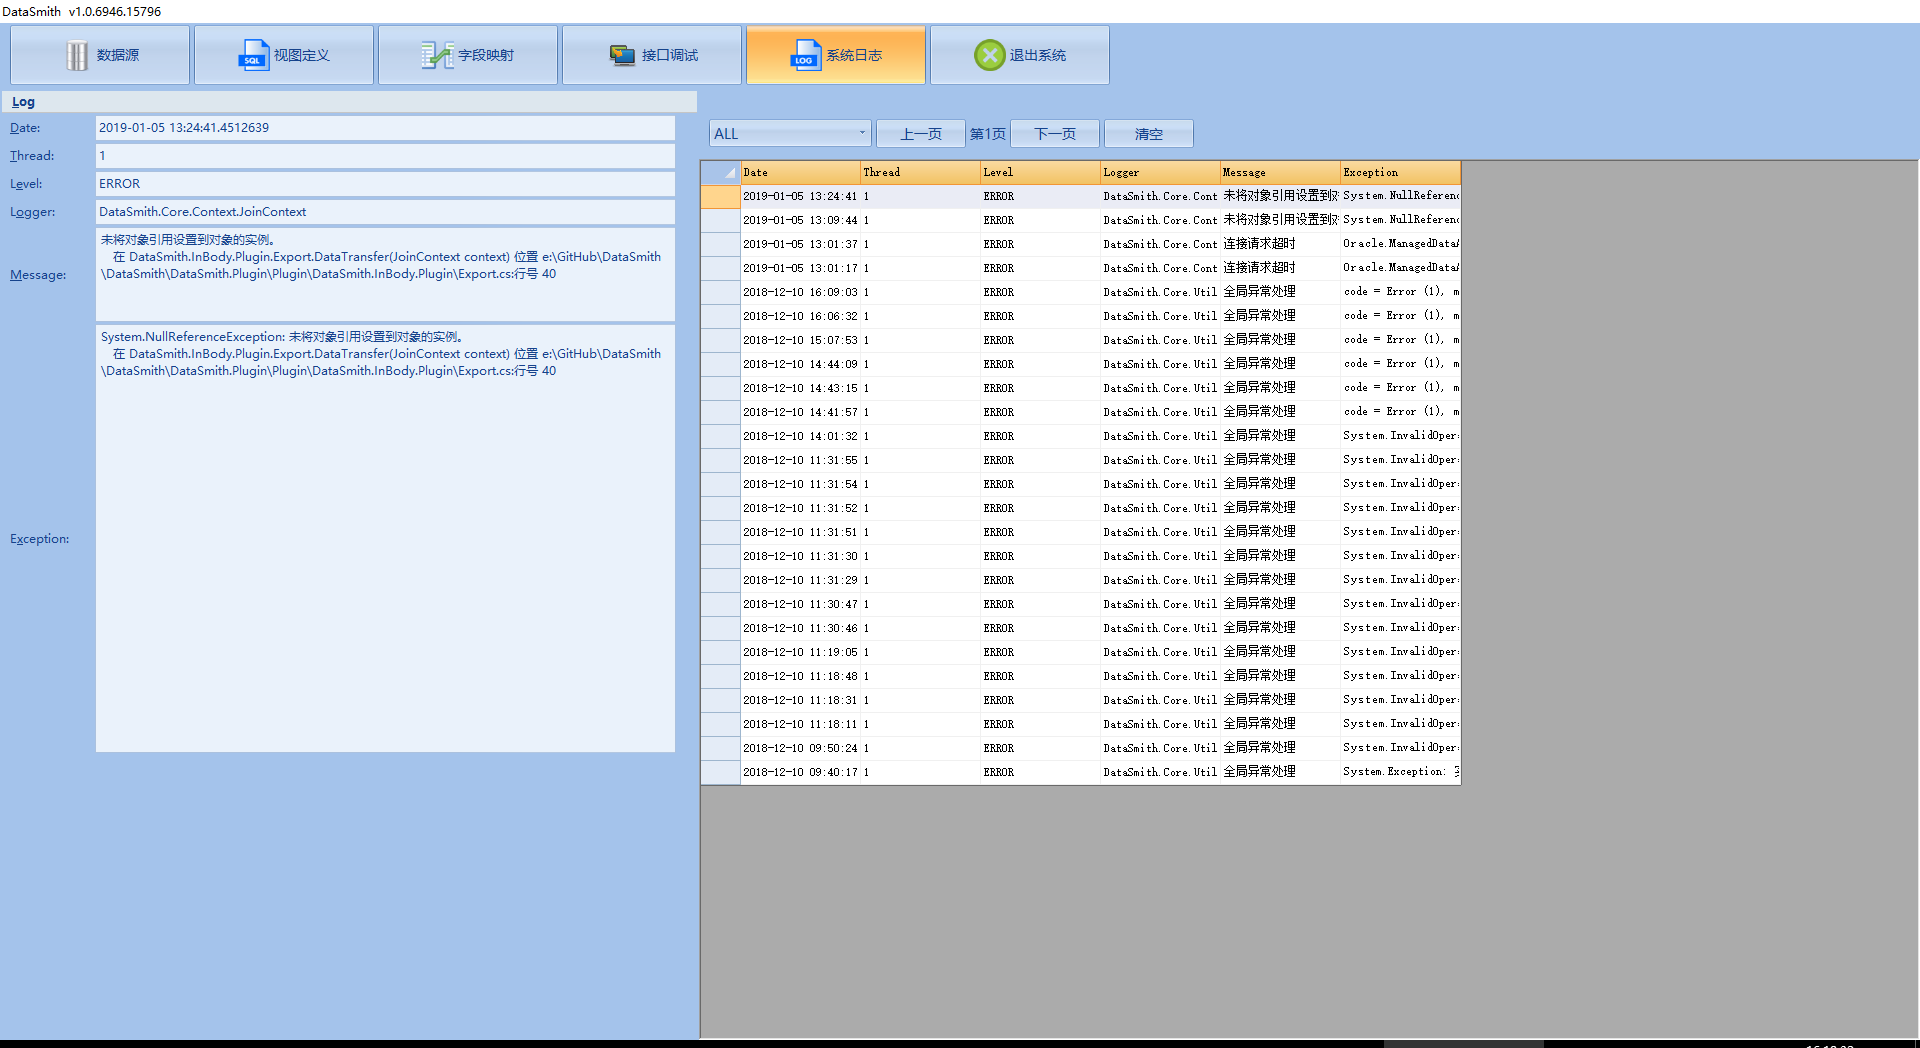 DataSmith v1.0.6946.15796
数据源
SQL
视图定义
字段映射
接口调试
LOG
系统日志
退出系统
Log
Date:
2019-01-05 13:24:41.4512639
Thread:
1
Level:
ERROR
Logger:
DataSmith.Core.Context.JoinContext
Message:
未将对象引用设置到对象的实例。
在 DataSmith.InBody.Plugin.Export.DataTransfer(JoinContext context) 位置 e:\GitHub\DataSmith
\DataSmith\DataSmith.Plugin\Plugin\DataSmith.InBody.Plugin\Export.cs:行号 40
Exception:
System.NullReferenceException: 未将对象引用设置到对象的实例。
在 DataSmith.InBody.Plugin.Export.DataTransfer(JoinContext context) 位置 e:\GitHub\DataSmith
\DataSmith\DataSmith.Plugin\Plugin\DataSmith.InBody.Plugin\Export.cs:行号 40
ALL 上一页 第1页 下一页 清空
Date Thread Level Logger Message Exception
2019-01-05 13:24:41 1 ERROR DataSmith.Core.Cont 未将对象引用设置到 System.NullReferen
2019-01-05 13:09:44 1 ERROR DataSmith.Core.Cont 未将对象引用设置到 System.NullReferen
2019-01-05 13:01:37 1 ERROR DataSmith.Core.Cont 连接请求超时 Oracle.ManagedData
2019-01-05 13:01:17 1 ERROR DataSmith.Core.Cont 连接请求超时 Oracle.ManagedData
2018-12-10 16:09:03 1 ERROR DataSmith.Core.Util 全局异常处理 code = Error (1), m
2018-12-10 16:06:32 1 ERROR DataSmith.Core.Util 全局异常处理 code = Error (1), m
2018-12-10 15:07:53 1 ERROR DataSmith.Core.Util 全局异常处理 code = Error (1), m
2018-12-10 14:44:09 1 ERROR DataSmith.Core.Util 全局异常处理 code = Error (1), m
2018-12-10 14:43:15 1 ERROR DataSmith.Core.Util 全局异常处理 code = Error (1), m
2018-12-10 14:41:57 1 ERROR DataSmith.Core.Util 全局异常处理 code = Error (1), m
2018-12-10 14:01:32 1 ERROR DataSmith.Core.Util 全局异常处理 System.InvalidOper
2018-12-10 11:31:55 1 ERROR DataSmith.Core.Util 全局异常处理 System.InvalidOper
2018-12-10 11:31:54 1 ERROR DataSmith.Core.Util 全局异常处理 System.InvalidOper
2018-12-10 11:31:52 1 ERROR DataSmith.Core.Util 全局异常处理 System.InvalidOper
2018-12-10 11:31:51 1 ERROR DataSmith.Core.Util 全局异常处理 System.InvalidOper
2018-12-10 11:31:30 1 ERROR DataSmith.Core.Util 全局异常处理 System.InvalidOper
2018-12-10 11:31:29 1 ERROR DataSmith.Core.Util 全局异常处理 System.InvalidOper
2018-12-10 11:30:47 1 ERROR DataSmith.Core.Util 全局异常处理 System.InvalidOper
2018-12-10 11:30:46 1 ERROR DataSmith.Core.Util 全局异常处理 System.InvalidOper
2018-12-10 11:19:05 1 ERROR DataSmith.Core.Util 全局异常处理 System.InvalidOper
2018-12-10 11:18:48 1 ERROR DataSmith.Core.Util 全局异常处理 System.InvalidOper
2018-12-10 11:18:31 1 ERROR DataSmith.Core.Util 全局异常处理 System.InvalidOper
2018-12-10 11:18:11 1 ERROR DataSmith.Core.Util 全局异常处理 System.InvalidOper
2018-12-10 09:50:24 1 ERROR DataSmith.Core.Util 全局异常处理 System.InvalidOper
2018-12-10 09:40:17 1 ERROR DataSmith.Core.Util 全局异常处理 System.Exception: